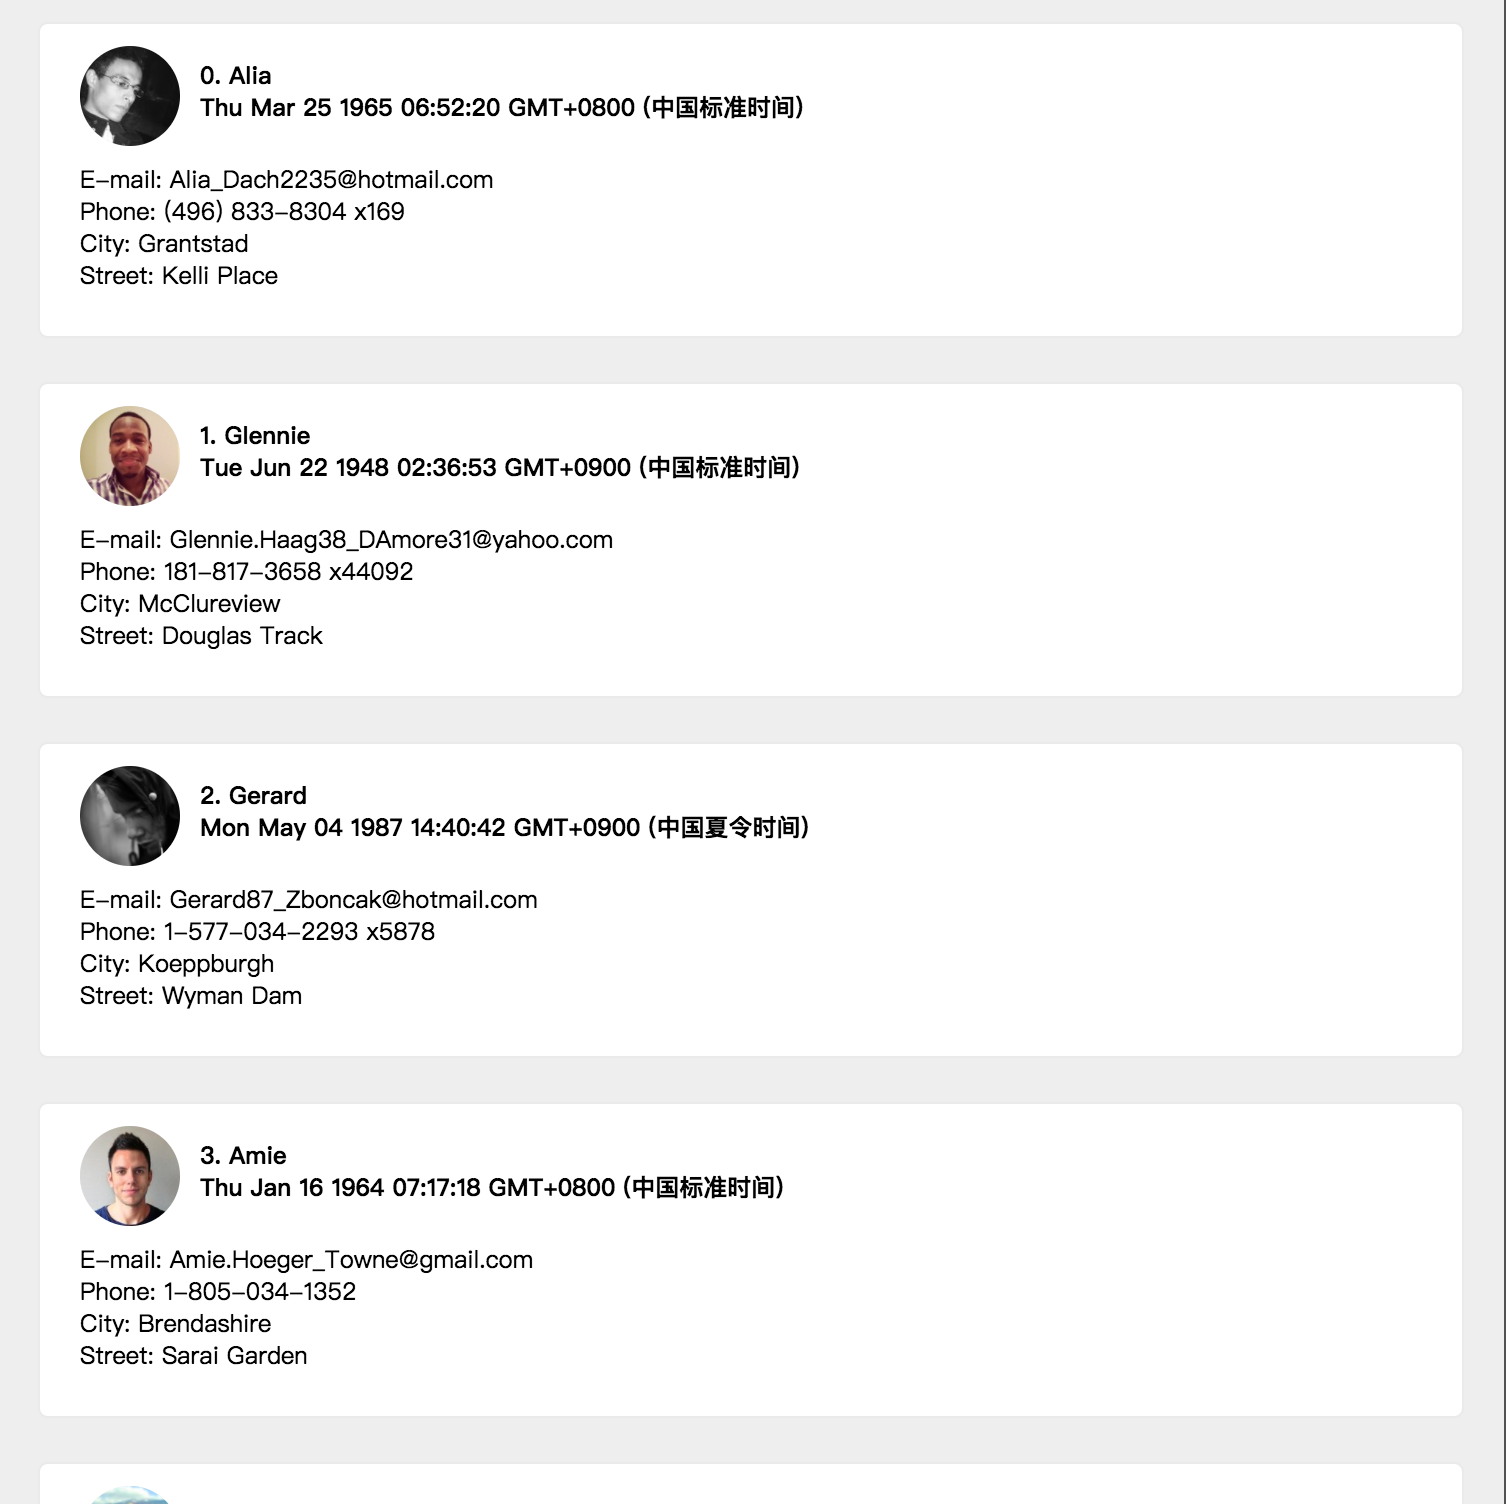 0. Alia
Thu Mar 25 1965 06:52:20 GMT+0800 (中国标准时间)
E-mail: Alia_Dach2235@hotmail.com
Phone: (496) 833-8304 x169
City: Grantstad
Street: Kelli Place
1. Glennie
Tue Jun 22 1948 02:36:53 GMT+0900 (中国标准时间)
E-mail: Glennie.Haag38_DAmore31@yahoo.com
Phone: 181-817-3658 x44092
City: McClureview
Street: Douglas Track
2. Gerard
Mon May 04 1987 14:40:42 GMT+0900 (中国夏令时间)
E-mail: Gerard87_Zboncak@hotmail.com
Phone: 1-577-034-2293 x5878
City: Koeppburgh
Street: Wyman Dam
3. Amie
Thu Jan 16 1964 07:17:18 GMT+0800 (中国标准时间)
E-mail: Amie.Hoeger_Towne@gmail.com
Phone: 1-805-034-1352
City: Brendashire
Street: Sarai Garden